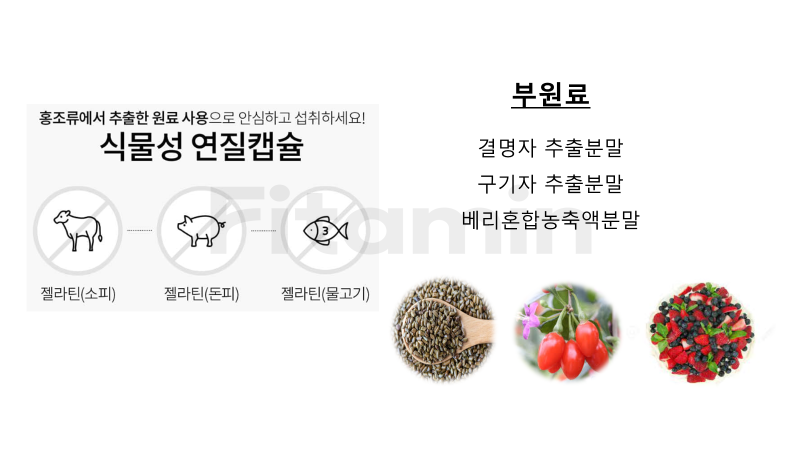 홍조류에서 추출한 원료 사용으로 안심하고 섭취하세요!
식물성 연질캡슐
3
젤라틴(소피)
젤라틴(돈피)
젤라틴(물고기)
부원료
결명자 추출분말
구기자 추출분말
베리혼합농축액분말
Fitamin